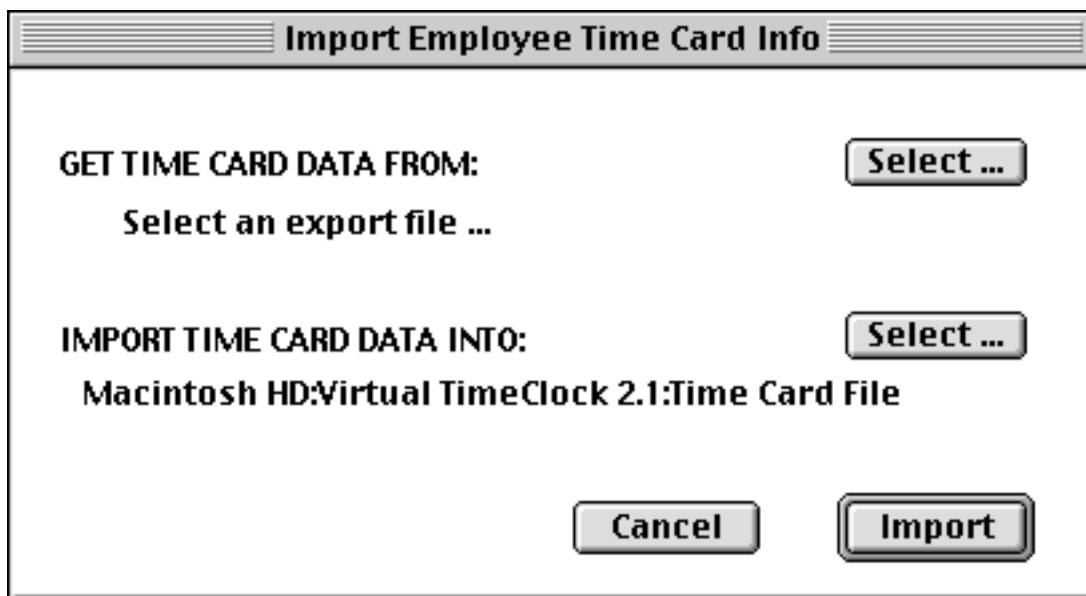 Import Employee Time Card Info
GET TIME CARD DATA FROM:
Select ...
Select an export file ...
IMPORT TIME CARD DATA INTO:
Select ...
Macintosh HD:Virtual TimeClock 2.1:Time Card File
Cancel
Import